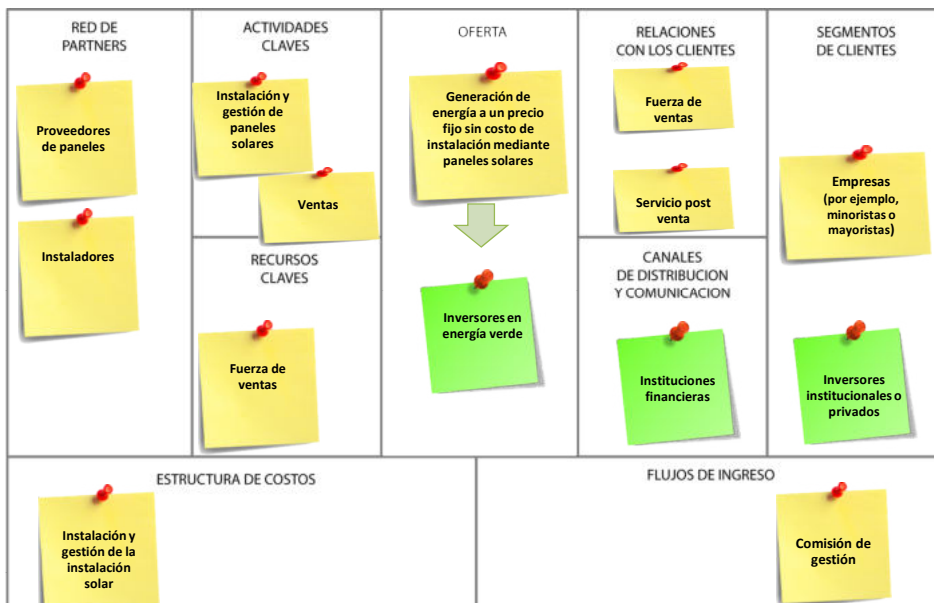 RED DE
PARTNERS
Proveedores
de paneles
Instaladores
ACTIVIDADES
CLAVES
Instalación y
gestión de
paneles
solares
Ventas
RECURSOS
CLAVES
Fuerza de
ventas
OFERTA
Generación de
energía a un precio
fijo sin costo de
instalación mediante
paneles solares
Inversores en
energía verde
RELACIONES
CON LOS CLIENTES
Fuerza de
ventas
Servicio post
venta
CANALES
DE DISTRIBUCION
Y COMUNICACION
Instituciones
financieras
SEGMENTOS
DE CLIENTES
Empresas
(por ejemplo,
minoristas o
mayoristas)
Inversores
institucionales o
privados
ESTRUCTURA DE COSTOS
Instalación y
gestión de la
instalación
solar
FLUJOS DE INGRESO
Comisión de
gestión